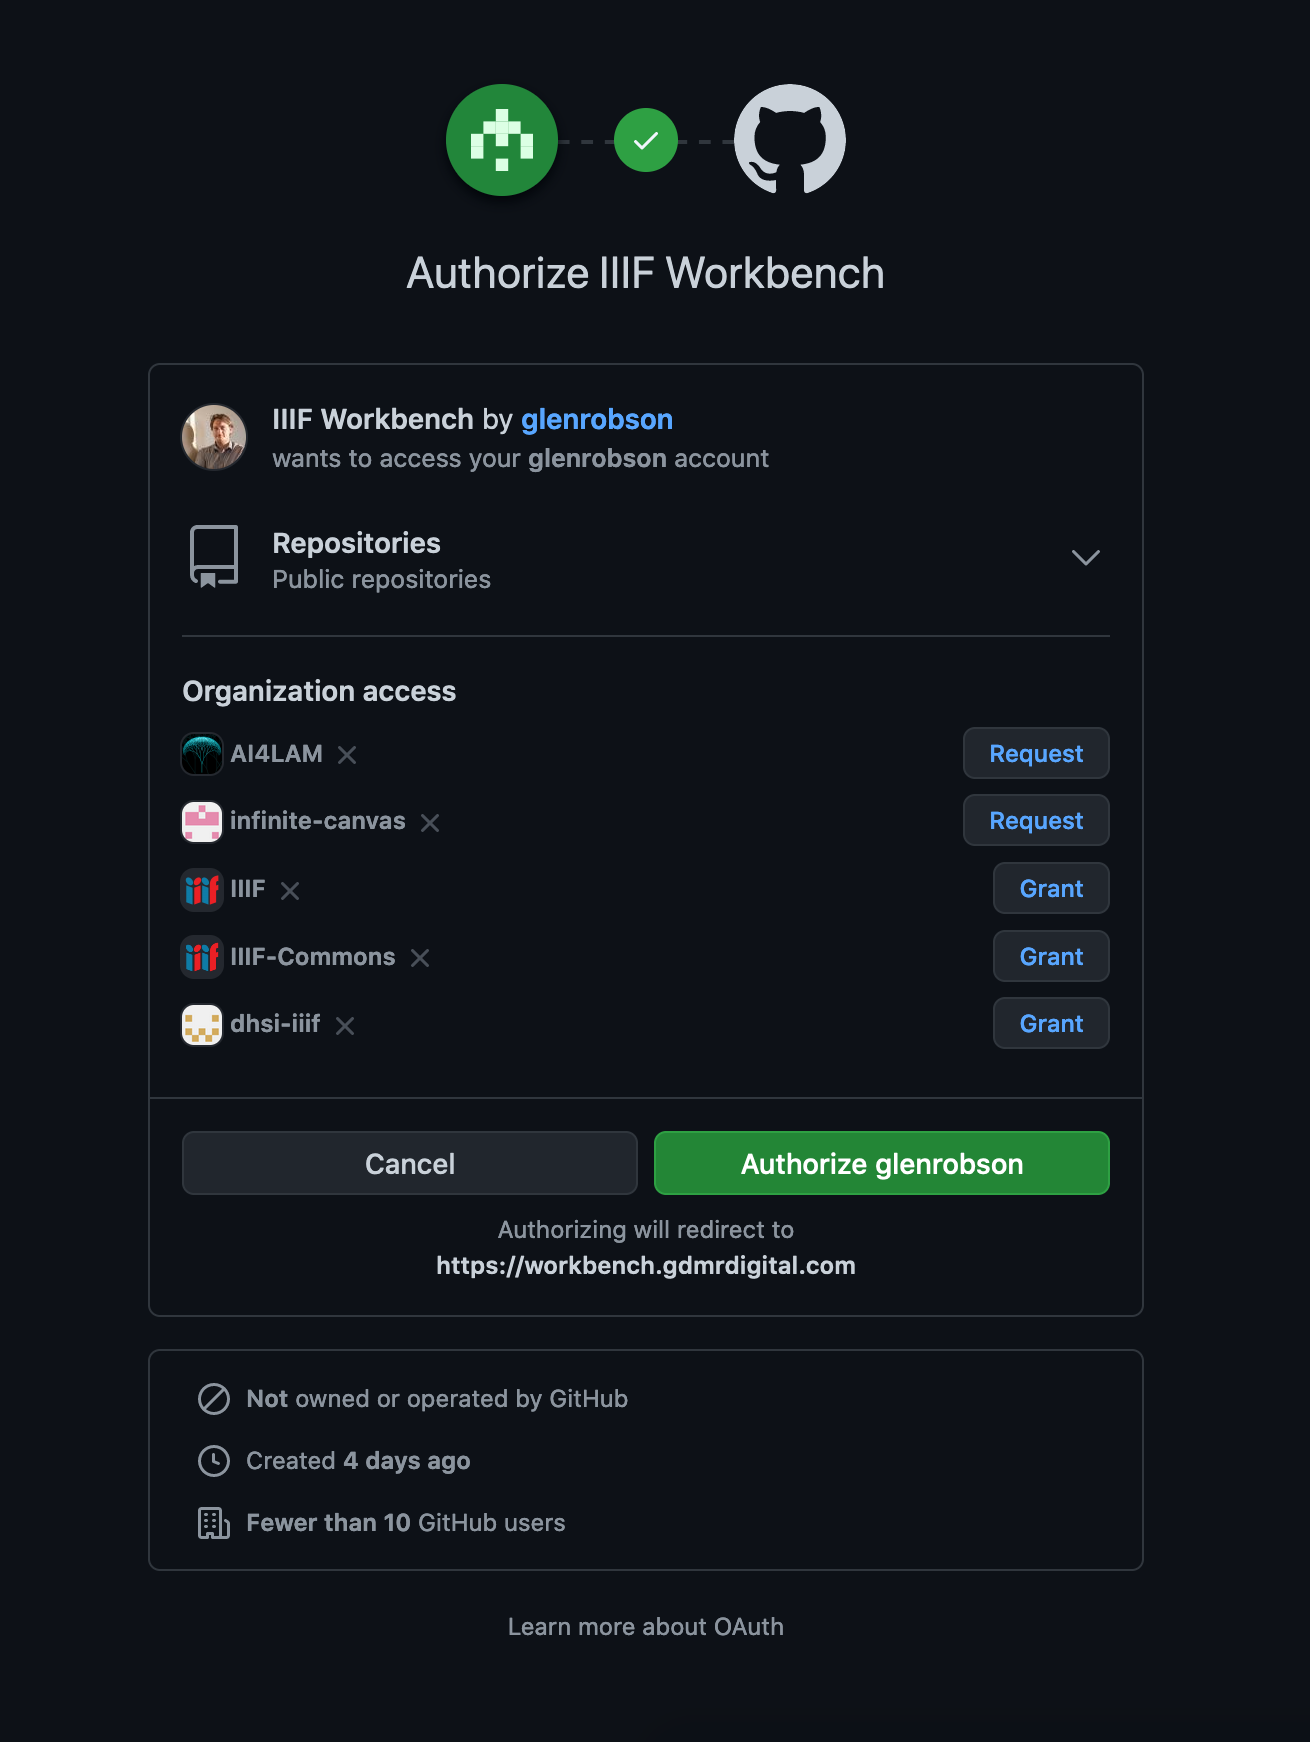 Authorize IIIF Workbench
IIIF Workbench by glenrobson
wants to access your glenrobson account
Repositories
Public repositories
Organization access
AI4LAM
Request
infinite-canvas
Request
IIIF
Grant
IIIF-Commons
Grant
dhsi-iiif
Grant
Cancel
Authorize glenrobson
Authorizing will redirect to
https://workbench.gdmrdigital.com
Not owned or operated by GitHub
Created 4 days ago
Fewer than 10 GitHub users
Learn more about OAuth